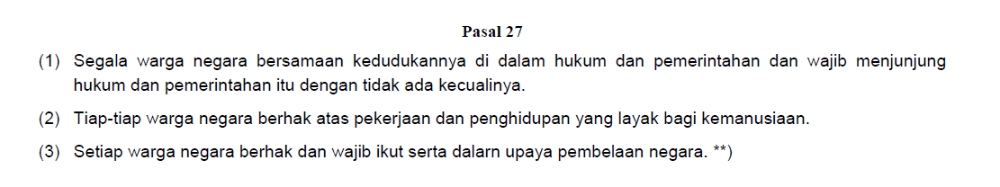 Pasal 27
(1) Segala warga negara bersamaan kedudukannya di dalam hukum dan pemerintahan dan wajib menjunjung
hukum dan pemerintahan itu dengan tidak ada kecualinya.
(2) Tiap-tiap warga negara berhak atas pekerjaan dan penghidupan yang layak bagi kemanusiaan.
(3) Setiap warga negara berhak dan wajib ikut serta dalarn upaya pembelaan negara. **)